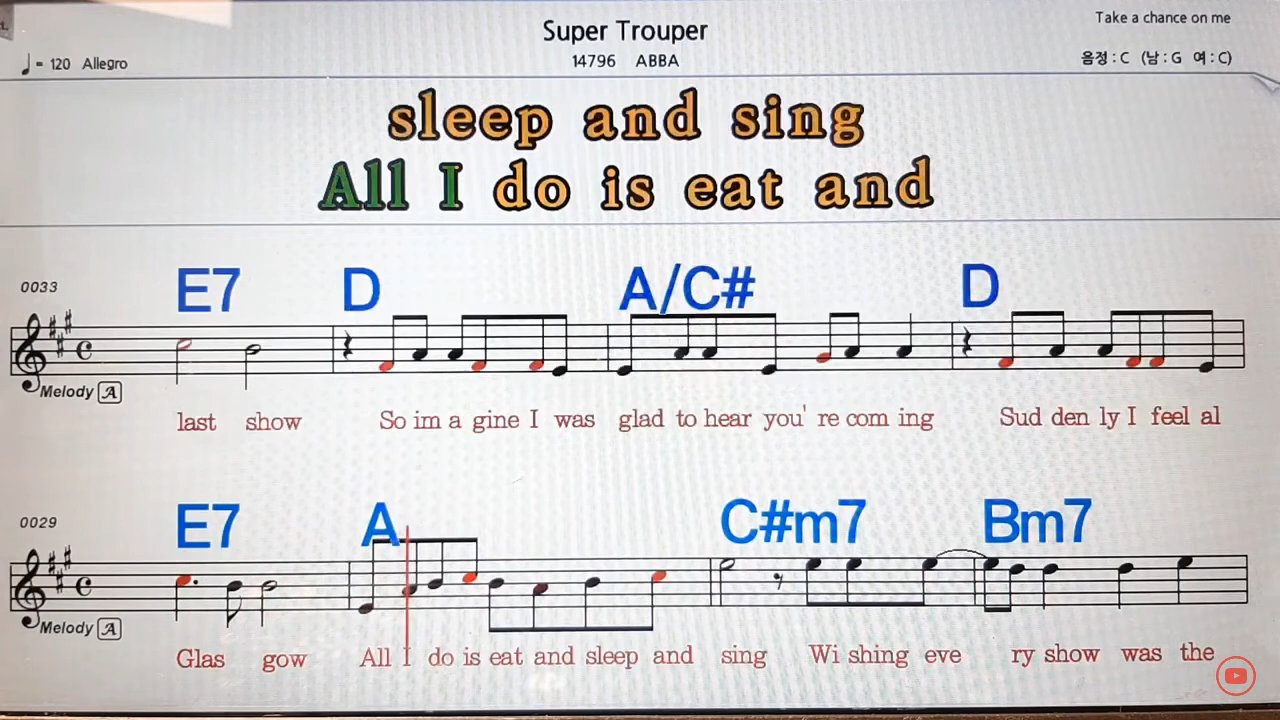 t.
Super Trouper
Take a chance on me
= 120 Allegro
14796 ABBA
음정 : C (남 : G 여 : C)
sleep and sing
All I do is eat and
0033
E7 D A/C# D
Melody A
last show So im a gine I was glad to hear you' re com ing Sud den ly I feel al
0029
E7 A C#m7 Bm7
Melody A
Glas gow All I do is eat and sleep and sing Wi shing eve ry show was the